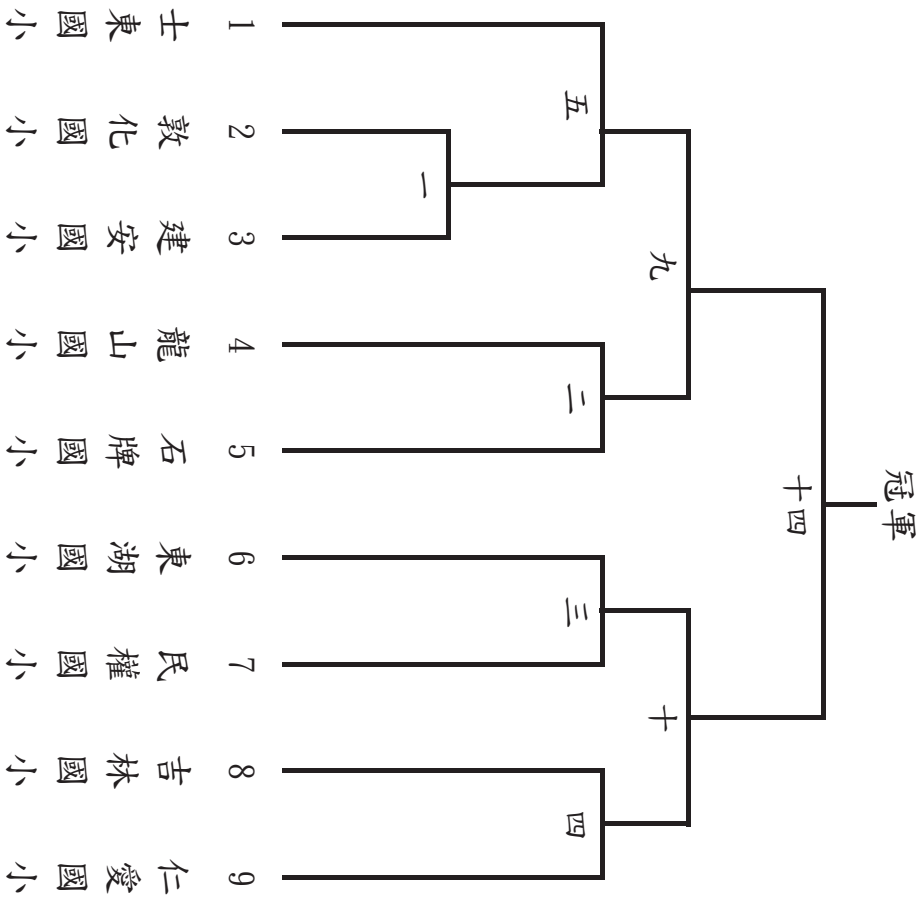 冠軍
十四
九
十
五
二
三
四
一
1 2 3 4 5 6 7 8 9
士東國小
敦化國小
建安國小
龍山國小
石牌國小
東湖國小
民權國小
吉林國小
仁愛國小